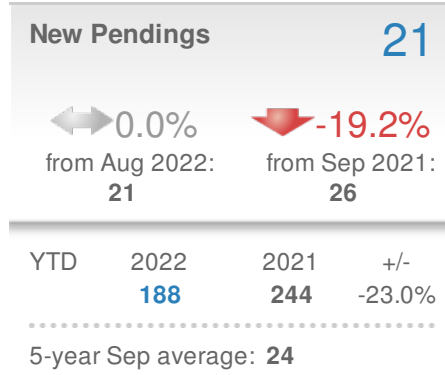 New Pendings 21
0.0% -19.2%
from Aug 2022: from Sep 2021:
21 26
YTD 2022 2021 +/-
188 244 -23.0%
5-year Sep average: 24